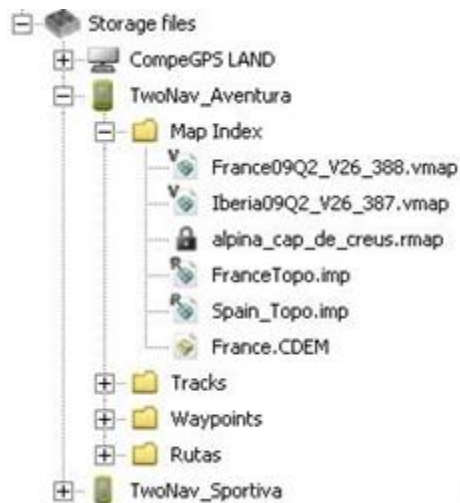 Storage files
CompeGPS LAND
TwoNav_Aventura
Map Index
V France09Q2_V26_388.vmap
V Iberia09Q2_V26_387.vmap
alpina_cap_de_creus.rmap
R FranceTopo.imp
R Spain_Topo.imp
France.CDEM
Tracks
Waypoints
Rutas
TwoNav_Sportiva